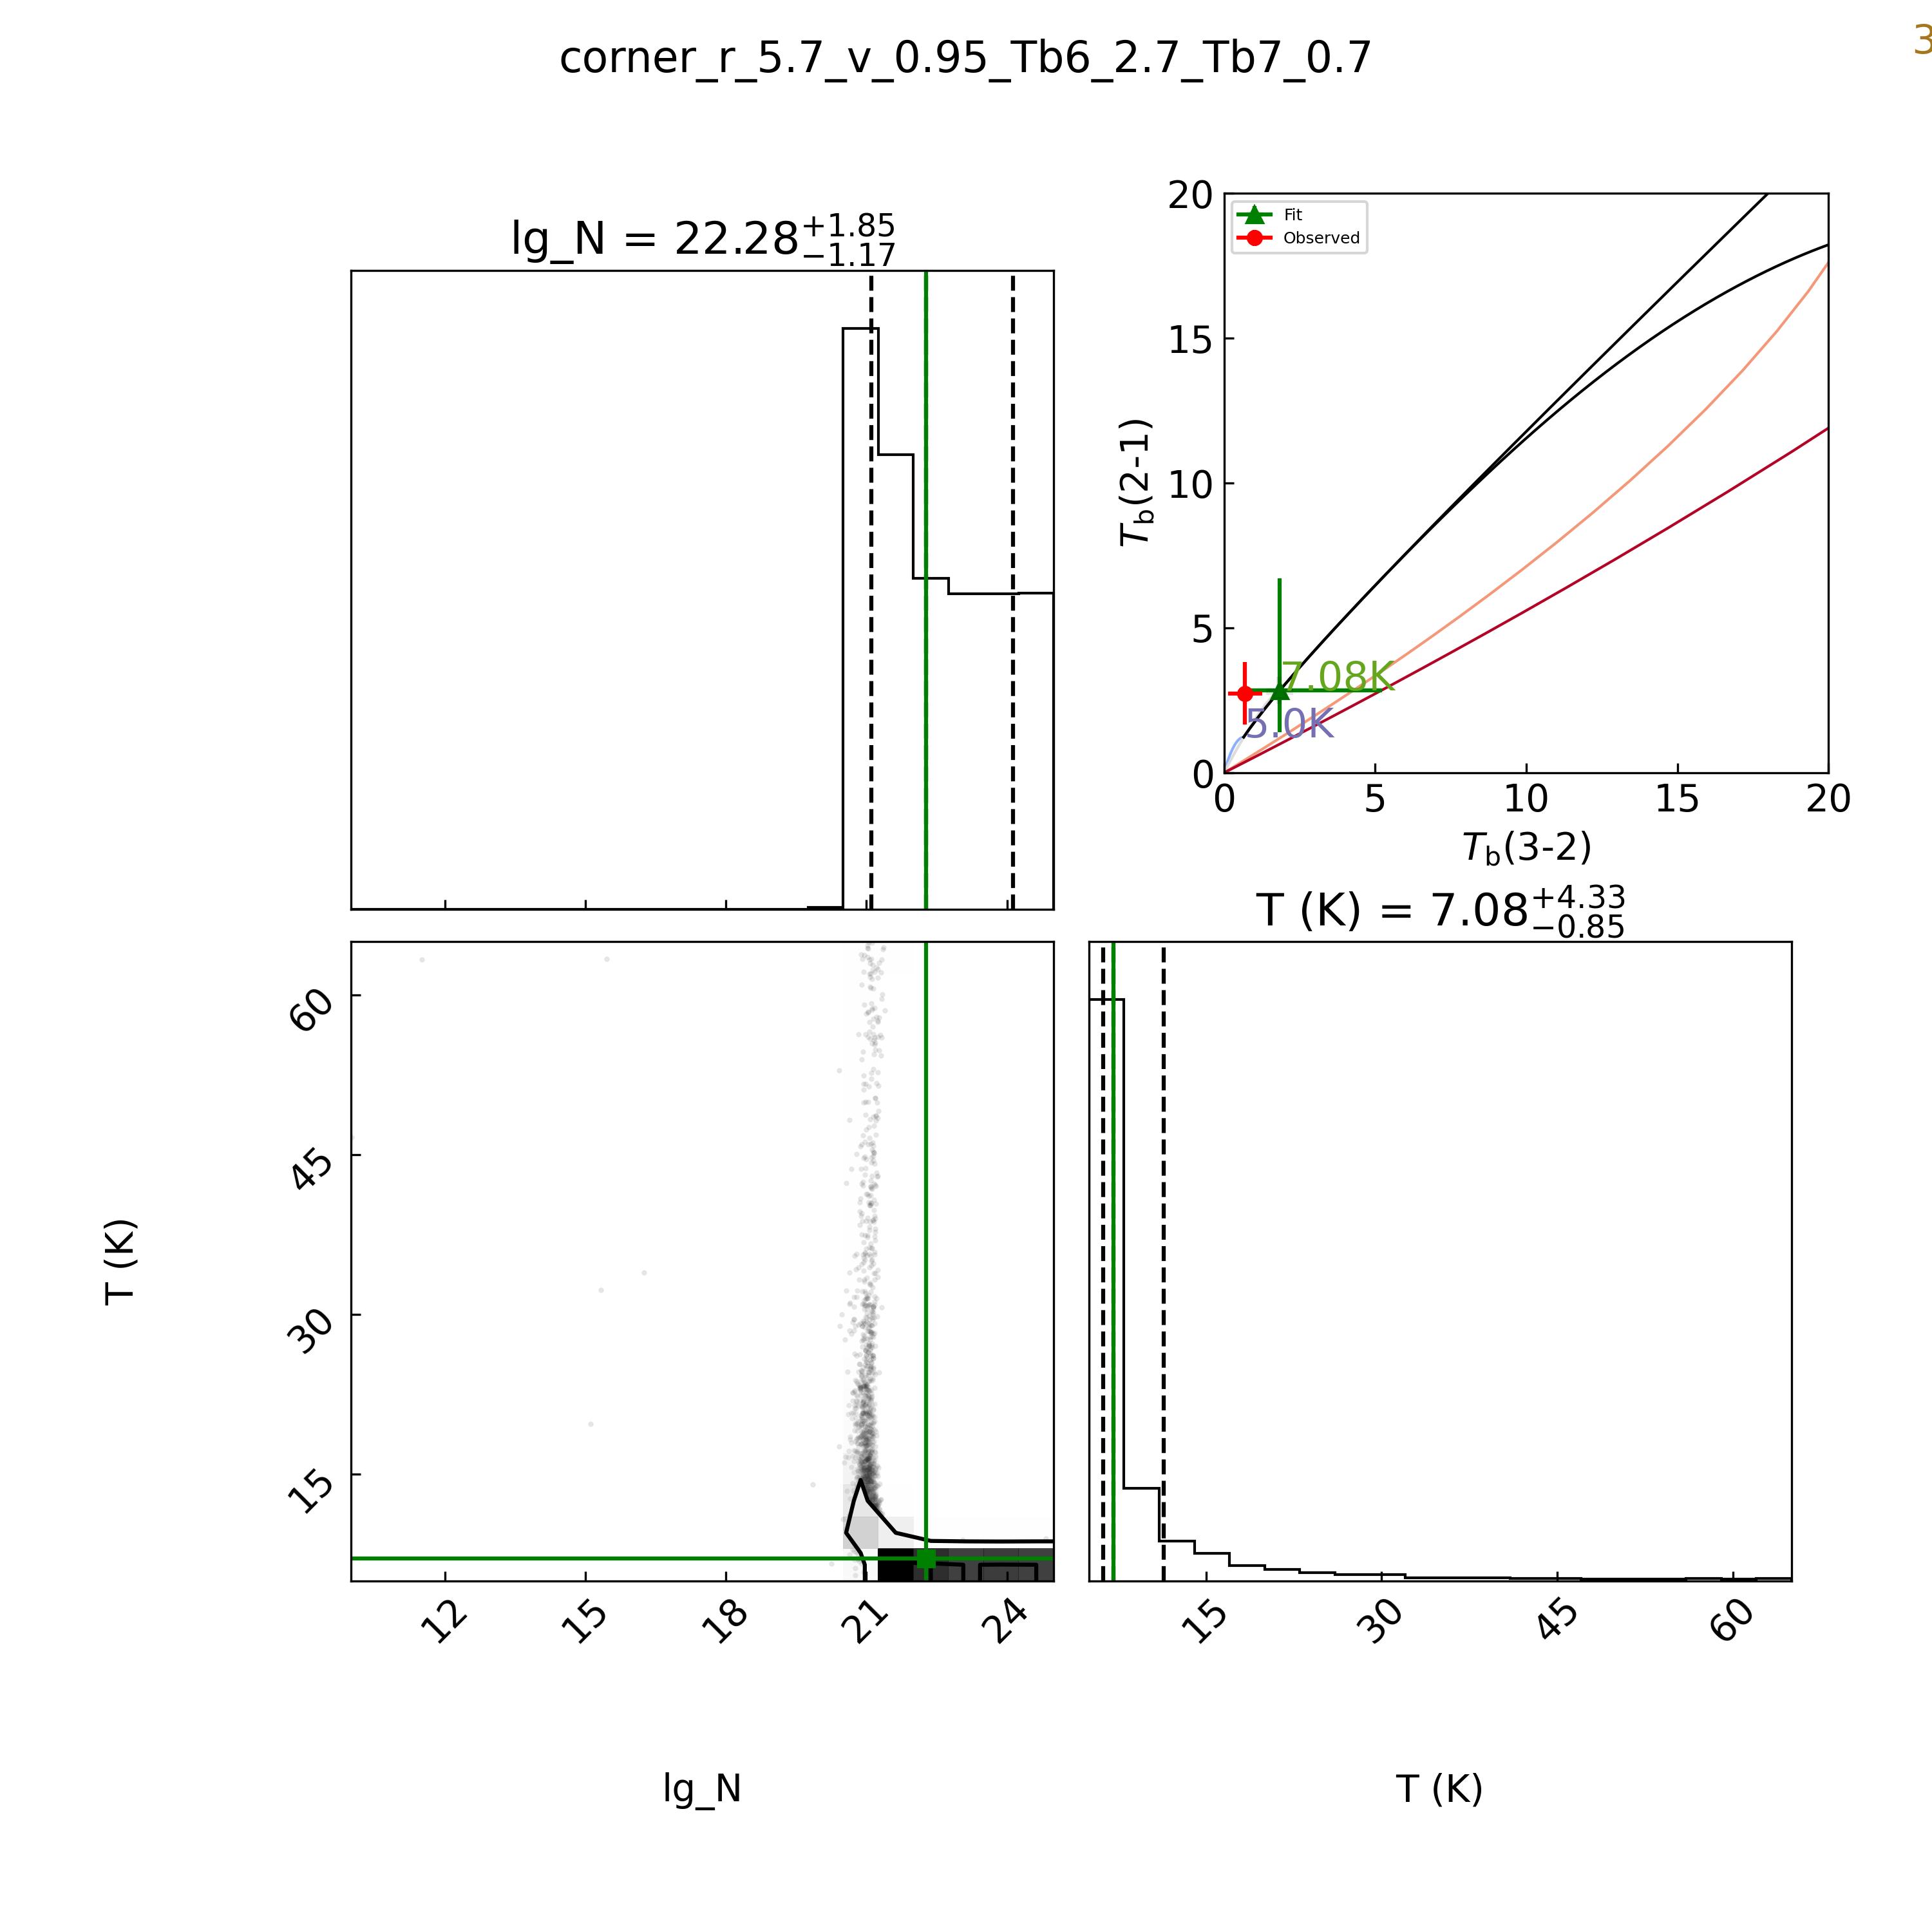 corner_r_5.7_v_0.95_Tb6_2.7_Tb7_0.7
3
lg_N = 22.28+1.85−1.17
20
15
10
5
0
Tb(2-1)
Fit
Observed
7.08K
5.0K
0 5 10 15 20
Tb(3-2)
T (K) = 7.08+4.33−0.85
60
45
30
15
T (K)
12 15 18 21 24
15 30 45 60
lg_N
T (K)